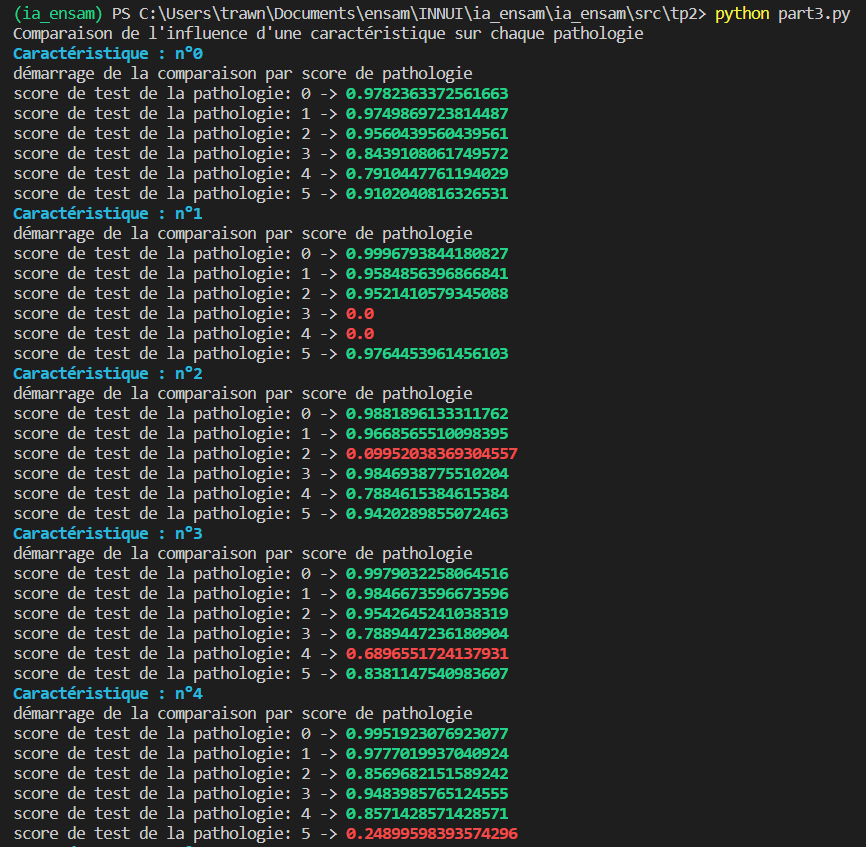 (ia_ensam) PS C:\Users\trawn\Documents\ensam\INNUI\ia_ensam\ia_ensam\src\tp2> python part3.py
Comparaison de l'influence d'une caractéristique sur chaque pathologie
Caractéristique : n°0
démarrage de la comparaison par score de pathologie
score de test de la pathologie: 0 -> 0.9782363372561663
score de test de la pathologie: 1 -> 0.9749869723814487
score de test de la pathologie: 2 -> 0.9560439560439561
score de test de la pathologie: 3 -> 0.8439108061749572
score de test de la pathologie: 4 -> 0.7910447761194029
score de test de la pathologie: 5 -> 0.9102040816326531
Caractéristique : n°1
démarrage de la comparaison par score de pathologie
score de test de la pathologie: 0 -> 0.9996793844180827
score de test de la pathologie: 1 -> 0.9584856396866841
score de test de la pathologie: 2 -> 0.9521410579345088
score de test de la pathologie: 3 -> 0.0
score de test de la pathologie: 4 -> 0.0
score de test de la pathologie: 5 -> 0.9764453961456103
Caractéristique : n°2
démarrage de la comparaison par score de pathologie
score de test de la pathologie: 0 -> 0.9881896133311762
score de test de la pathologie: 1 -> 0.9668565510098395
score de test de la pathologie: 2 -> 0.09952038369304557
score de test de la pathologie: 3 -> 0.9846938775510204
score de test de la pathologie: 4 -> 0.7884615384615384
score de test de la pathologie: 5 -> 0.9420289855072463
Caractéristique : n°3
démarrage de la comparaison par score de pathologie
score de test de la pathologie: 0 -> 0.9979032258064516
score de test de la pathologie: 1 -> 0.9846673596673596
score de test de la pathologie: 2 -> 0.9542645241038319
score de test de la pathologie: 3 -> 0.7889447236180904
score de test de la pathologie: 4 -> 0.6896551724137931
score de test de la pathologie: 5 -> 0.8381147540983607
Caractéristique : n°4
démarrage de la comparaison par score de pathologie
score de test de la pathologie: 0 -> 0.9951923076923077
score de test de la pathologie: 1 -> 0.9777019937040924
score de test de la pathologie: 2 -> 0.8569682151589242
score de test de la pathologie: 3 -> 0.9483985765124555
score de test de la pathologie: 4 -> 0.8571428571428571
score de test de la pathologie: 5 -> 0.24899598393574296